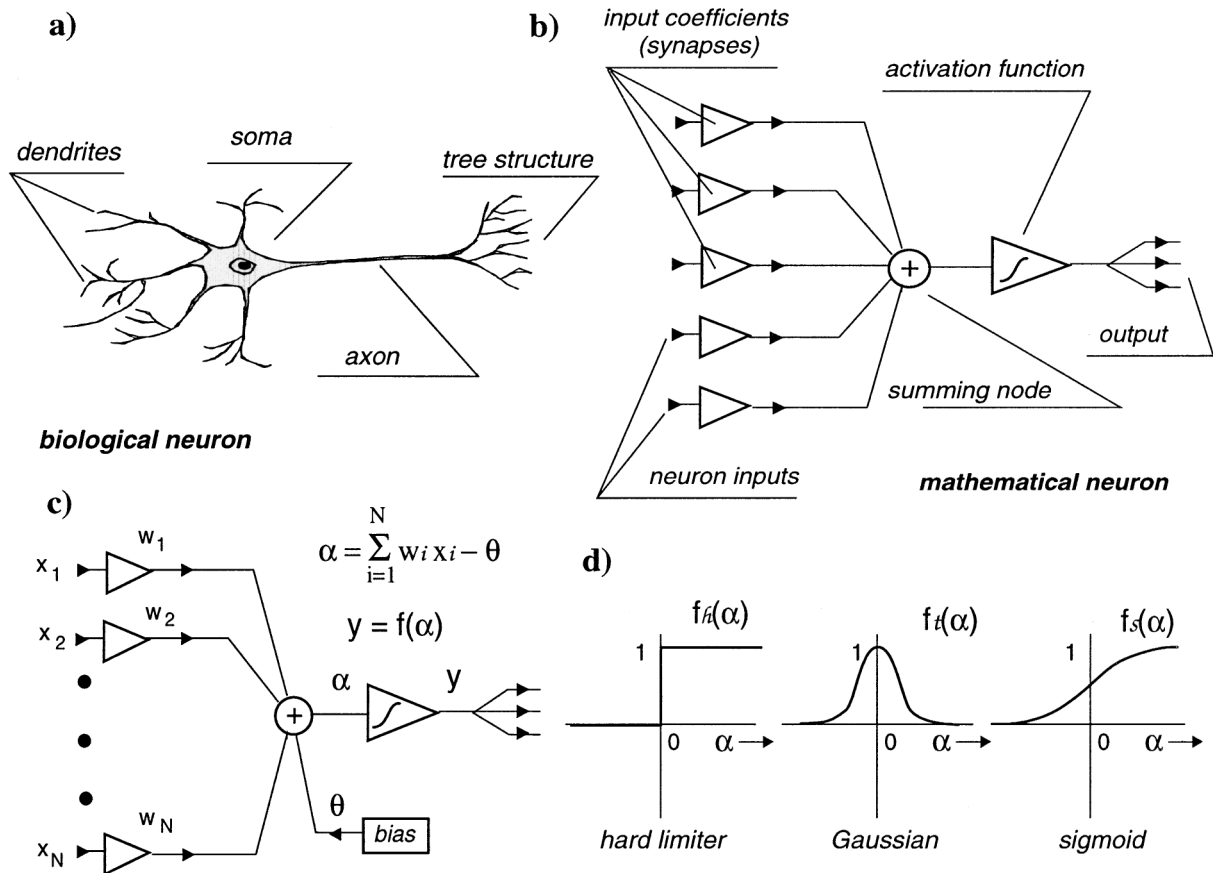 a)
dendrites
soma
tree structure
axon
biological neuron
b)
input coefficients
(synapses)
activation function
+
output
summing node
neuron inputs
mathematical neuron
c)
x1
w1
x2
w2
xN
wN
α = Σ wi xi − θ
N
i=1
y = f(α)
+
α
y
θ
bias
d)
fh(α)
1
0
α
hard limiter
ft(α)
1
0
α
Gaussian
fs(α)
1
0
α
sigmoid